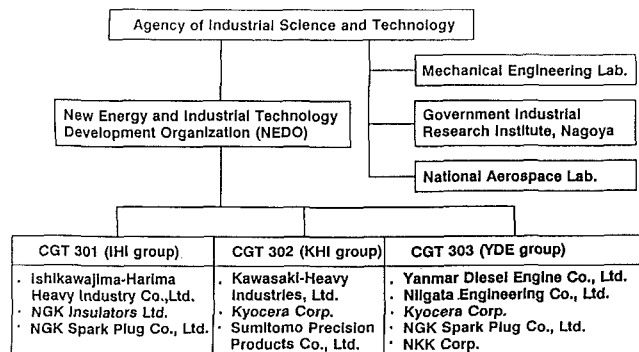 Agency of Industrial Science and Technology
Mechanical Engineering Lab.
New Energy and Industrial Technology
Development Organization (NEDO)
Government Industrial
Research Institute, Nagoya
National Aerospace Lab.
CGT 301 (IHI group)
· Ishikawajima-Harima
Heavy Industry Co.,Ltd.
· NGK Insulators Ltd.
· NGK Spark Plug Co., Ltd.
CGT 302 (KHI group)
· Kawasaki-Heavy
Industries, Ltd.
· Kyocera Corp.
· Sumitomo Precision
Products Co., Ltd.
CGT 303 (YDE group)
· Yanmar Diesel Engine Co., Ltd.
· Niigata Engineering Co., Ltd.
· Kyocera Corp.
· NGK Spark Plug Co., Ltd.
· NKK Corp.